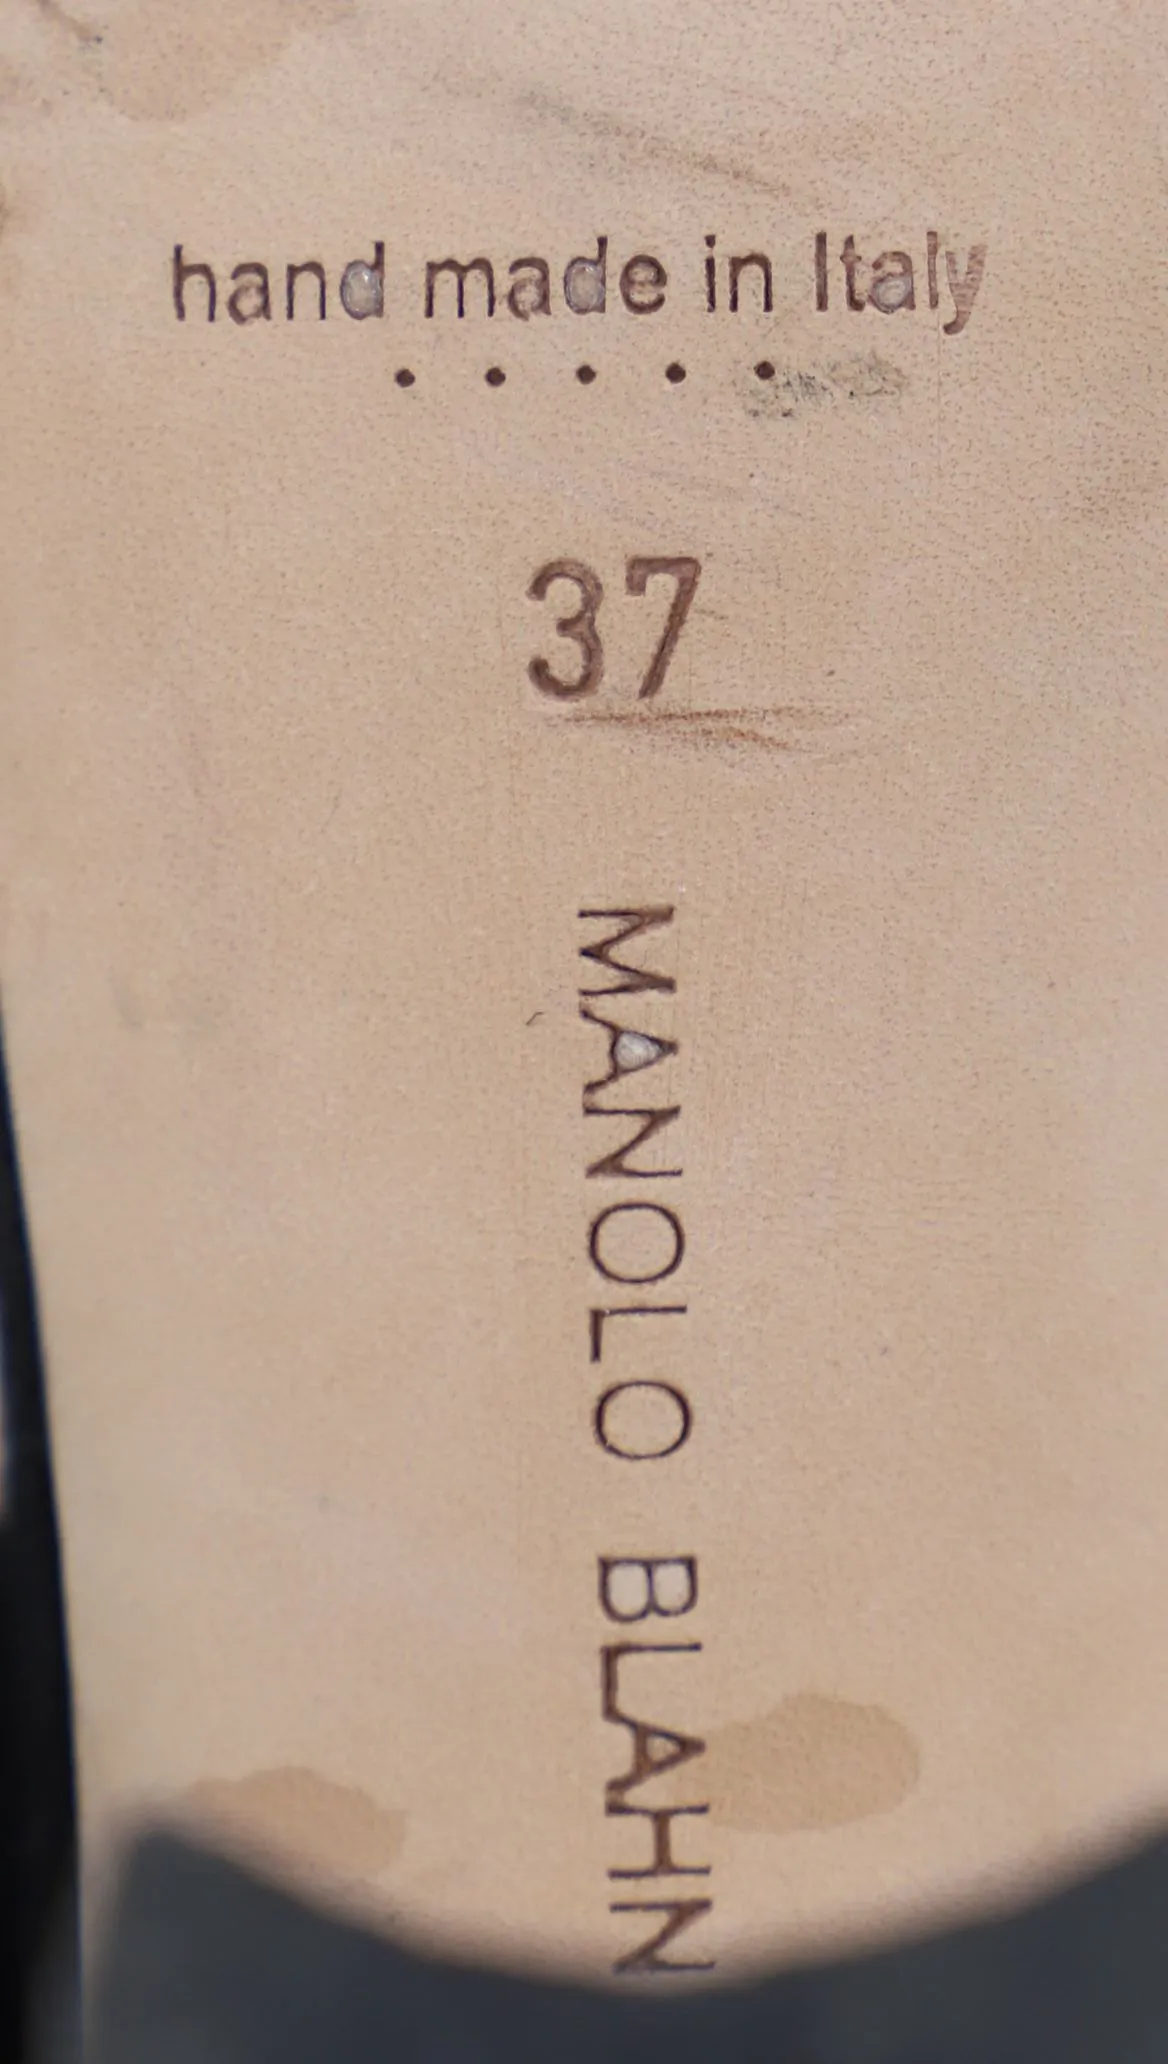 hand made in Italy
• • • • •
37
MANOLO BLAHN